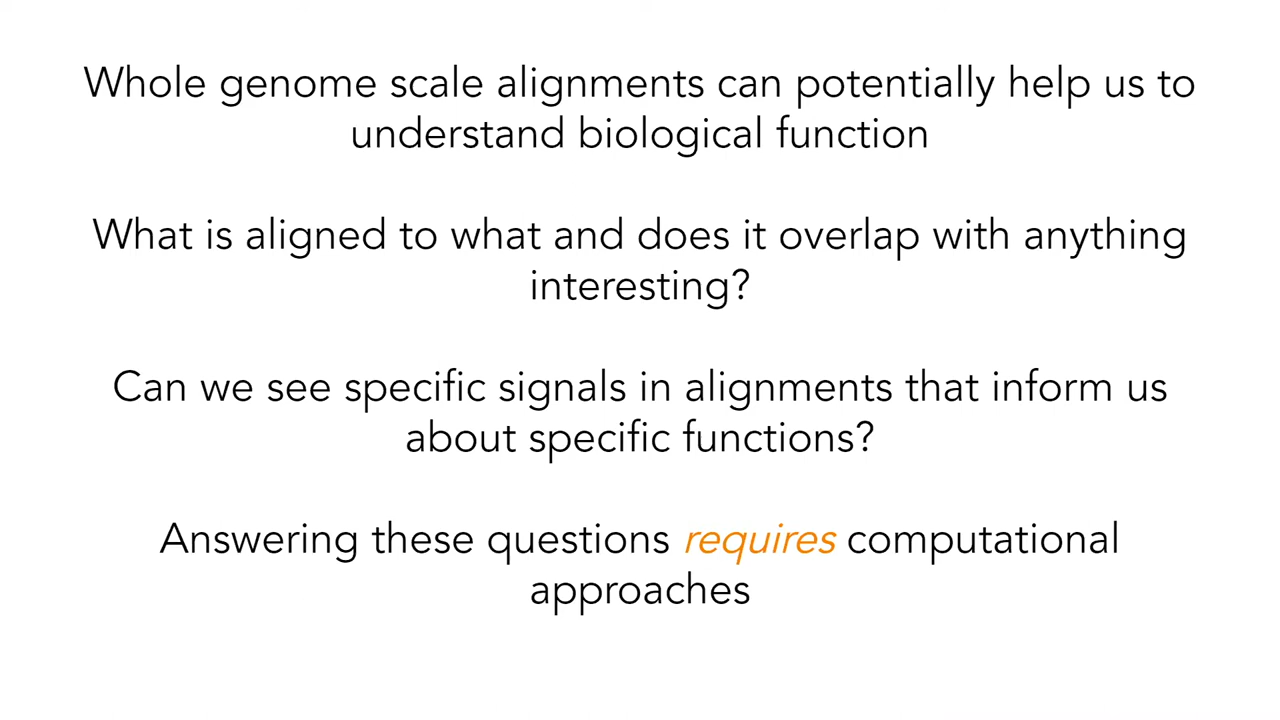 Whole genome scale alignments can potentially help us to
understand biological function
What is aligned to what and does it overlap with anything
interesting?
Can we see specific signals in alignments that inform us
about specific functions?
Answering these questions requires computational
approaches